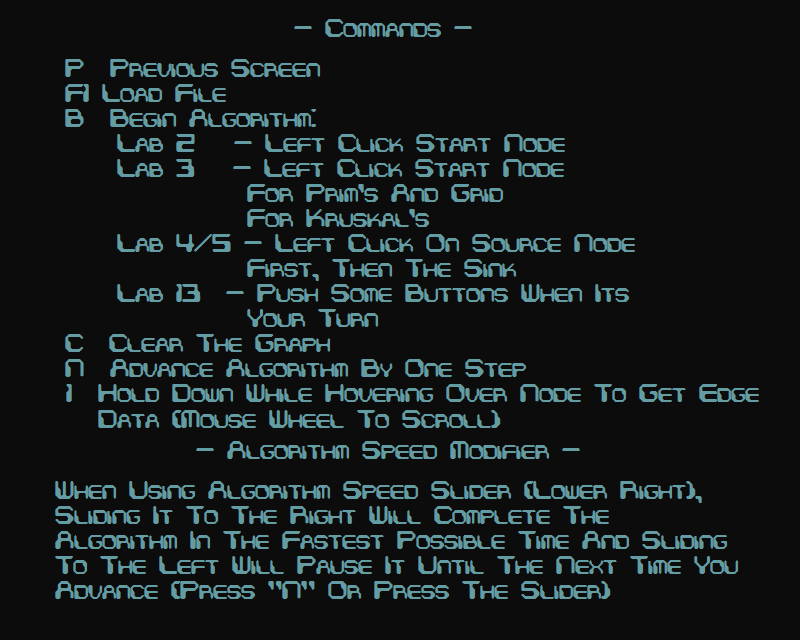 - Commands -
P Previous Screen
F1 Load File
B Begin Algorithm:
Lab 2 - Left Click Start Node
Lab 3 - Left Click Start Node
For Prim's And Grid
For Kruskal's
Lab 4/5 - Left Click On Source Node
First, Then The Sink
Lab 13 - Push Some Buttons When Its
Your Turn
C Clear The Graph
N Advance Algorithm By One Step
I Hold Down While Hovering Over Node To Get Edge
Data (Mouse Wheel To Scroll)
- Algorithm Speed Modifier -
When Using Algorithm Speed Slider (Lower Right),
Sliding It To The Right Will Complete The
Algorithm In The Fastest Possible Time And Sliding
To The Left Will Pause It Until The Next Time You
Advance (Press "N" Or Press The Slider)